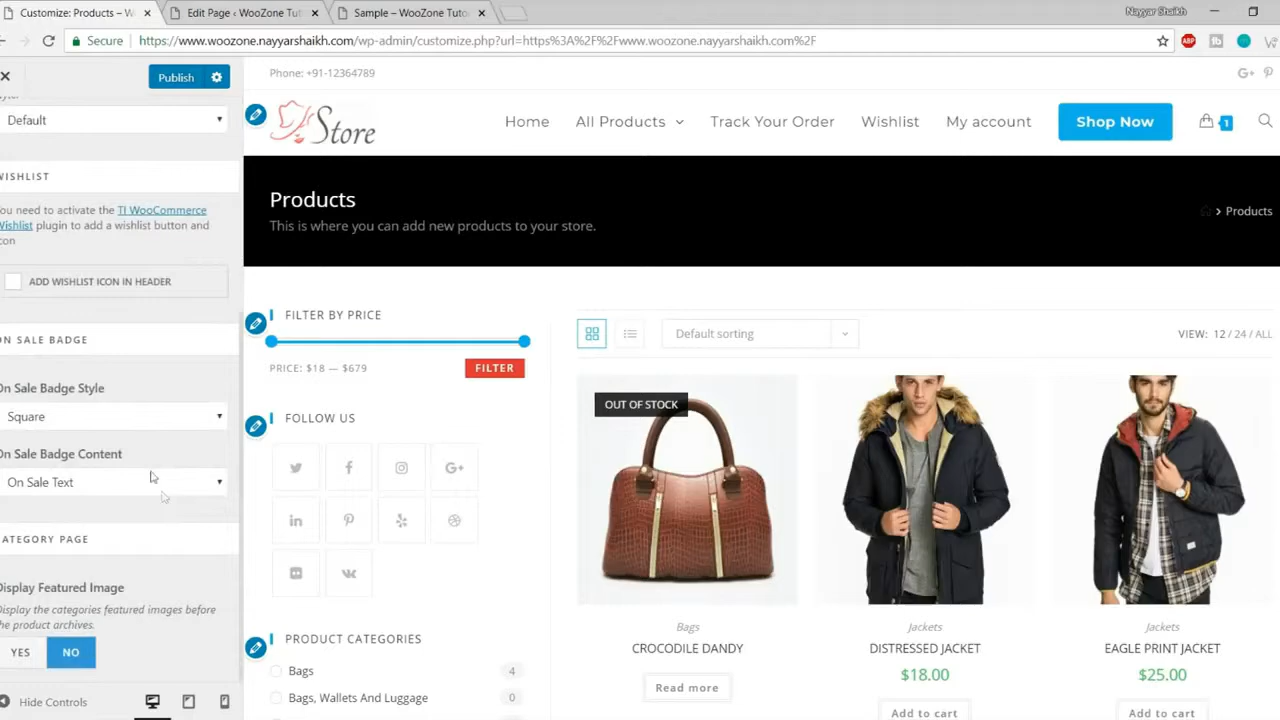 Customize: Products – W
Edit Page ‹ WooZone Tut
Sample – WooZone Tuto
Nayyar Shaikh
Secure
https://www.woozone.nayyarshaikh.com/wp-admin/customize.php?url=https%3A%2F%2Fwww.woozone.nayyarshaikh.com%2F
ABP
Publish
Default
WISHLIST
You need to activate the TI WooCommerce
Wishlist plugin to add a wishlist button and
icon
ADD WISHLIST ICON IN HEADER
ON SALE BADGE
On Sale Badge Style
Square
On Sale Badge Content
On Sale Text
CATEGORY PAGE
Display Featured Image
Display the categories featured images before
the product archives.
YES
NO
Hide Controls
Phone: +91-12364789
G+
Store
Home
All Products
Track Your Order
Wishlist
My account
Shop Now
1
Products
This is where you can add new products to your store.
Products
FILTER BY PRICE
PRICE: $18 — $679
FILTER
FOLLOW US
PRODUCT CATEGORIES
Bags
4
Bags, Wallets And Luggage
0
Default sorting
VIEW: 12 / 24 / ALL
OUT OF STOCK
Bags
CROCODILE DANDY
Read more
Jackets
DISTRESSED JACKET
$18.00
Add to cart
Jackets
EAGLE PRINT JACKET
$25.00
Add to cart